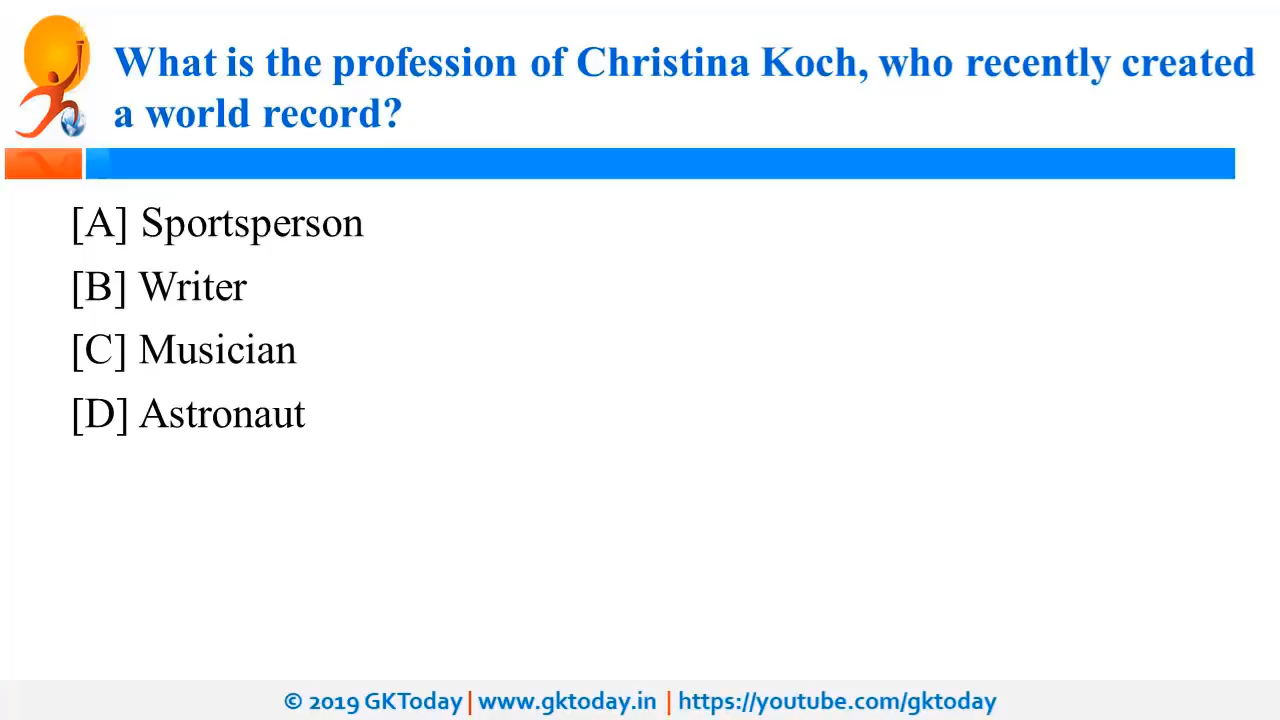 What is the profession of Christina Koch, who recently created
a world record?
[A] Sportsperson
[B] Writer
[C] Musician
[D] Astronaut
© 2019 GKToday | www.gktoday.in | https://youtube.com/gktoday